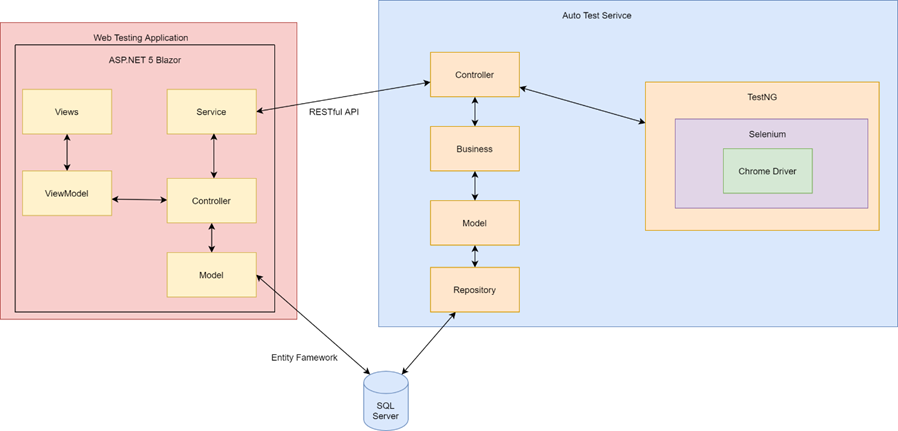 Auto Test Serivce
Web Testing Application
ASP.NET 5 Blazor
Views
Service
ViewModel
Controller
Model
RESTful API
Controller
Business
Model
Repository
TestNG
Selenium
Chrome Driver
Entity Famework
SQL
Server